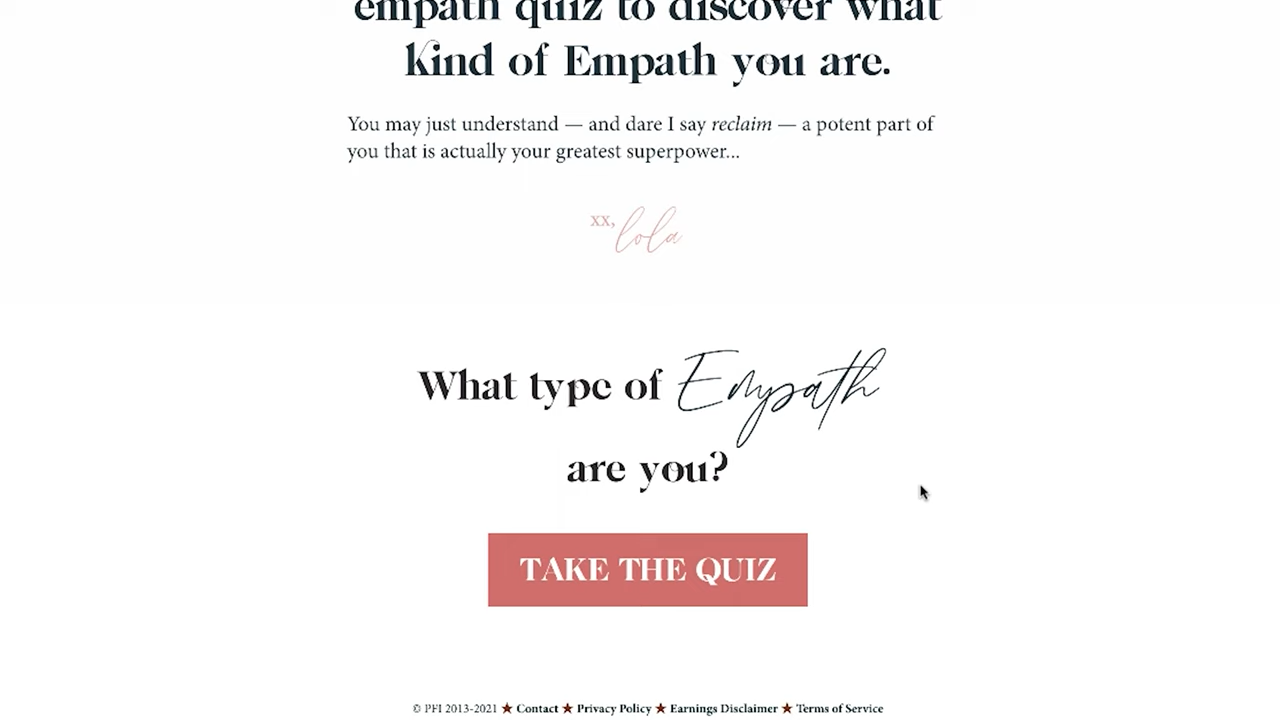 empath quiz to discover what
kind of Empath you are.
You may just understand — and dare I say reclaim — a potent part of
you that is actually your greatest superpower...
xx, lola
What type of Empath
are you?
TAKE THE QUIZ
© PFI 2013-2021 ★ Contact ★ Privacy Policy ★ Earnings Disclaimer ★ Terms of Service